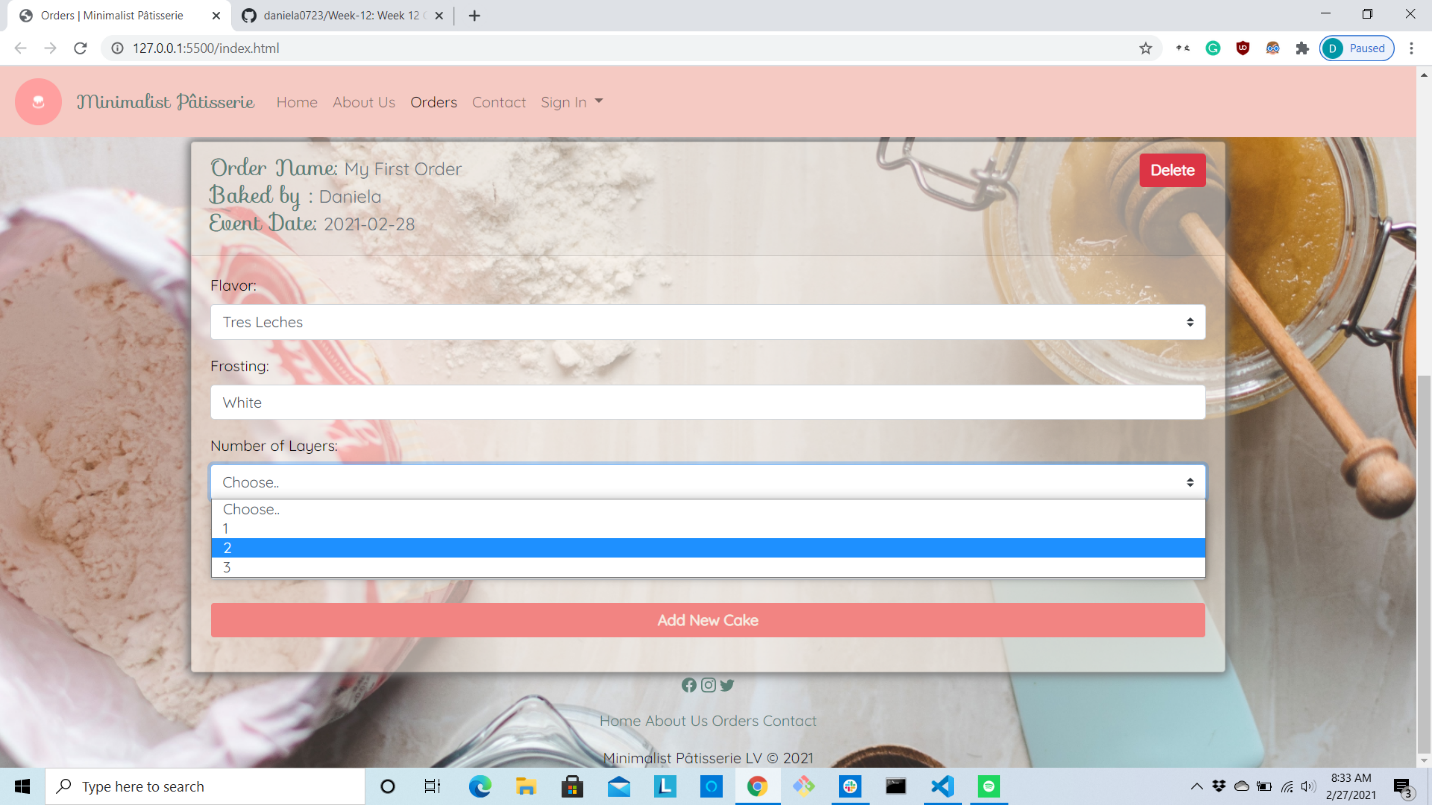 Orders | Minimalist Pâtisserie
daniela0723/Week-12: Week 12
127.0.0.1:5500/index.html
D Paused
Minimalist Pâtisserie Home About Us Orders Contact Sign In
Order Name: My First Order
Delete
Baked by : Daniela
Event Date: 2021-02-28
Flavor:
Tres Leches
Frosting:
White
Number of Layers:
Choose..
Choose..
1
2
3
Add New Cake
Home About Us Orders Contact
Minimalist Pâtisserie LV © 2021
Type here to search
8:33 AM
2/27/2021
3